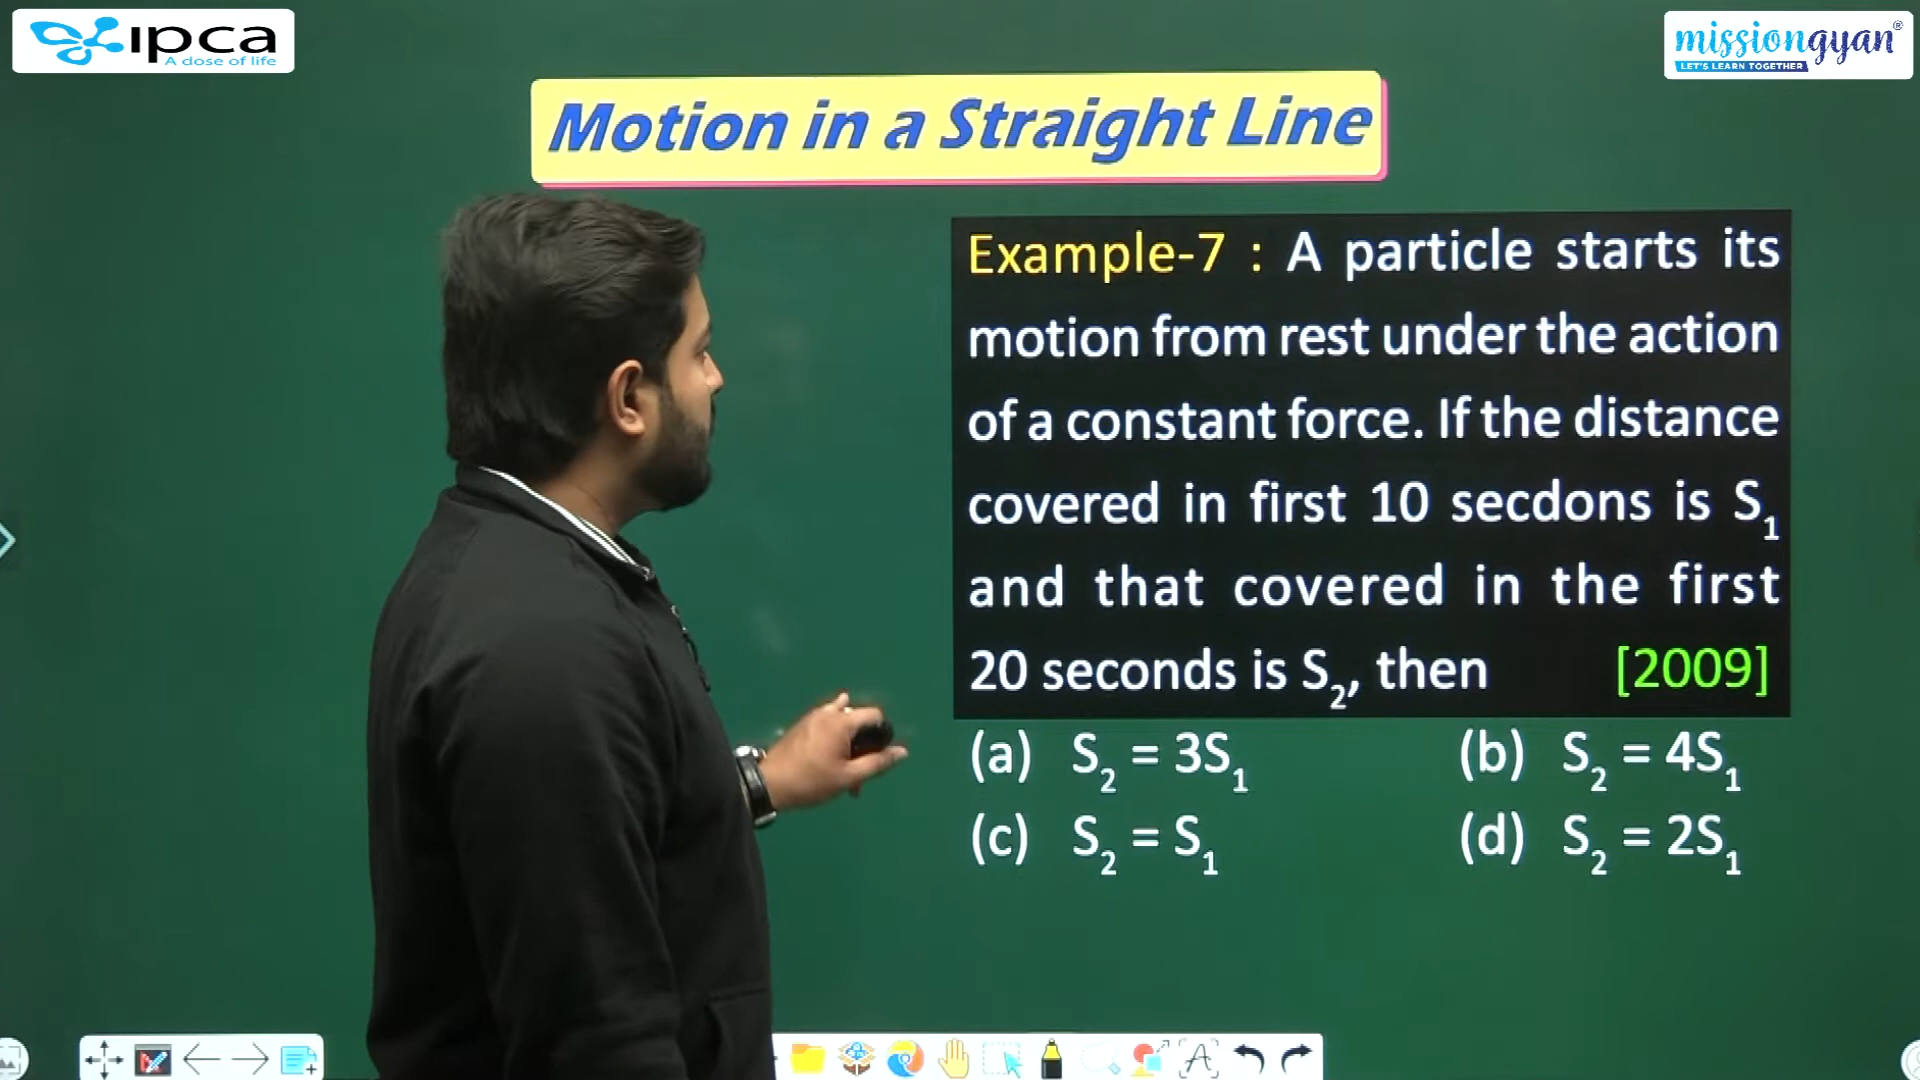 ipca
A dose of life
missiongyan®
LET'S LEARN TOGETHER
Motion in a Straight Line
Example-7 : A particle starts its
motion from rest under the action
of a constant force. If the distance
covered in first 10 secdons is S₁
and that covered in the first
20 seconds is S₂, then [2009]
(a) S₂ = 3S₁ (b) S₂ = 4S₁
(c) S₂ = S₁ (d) S₂ = 2S₁